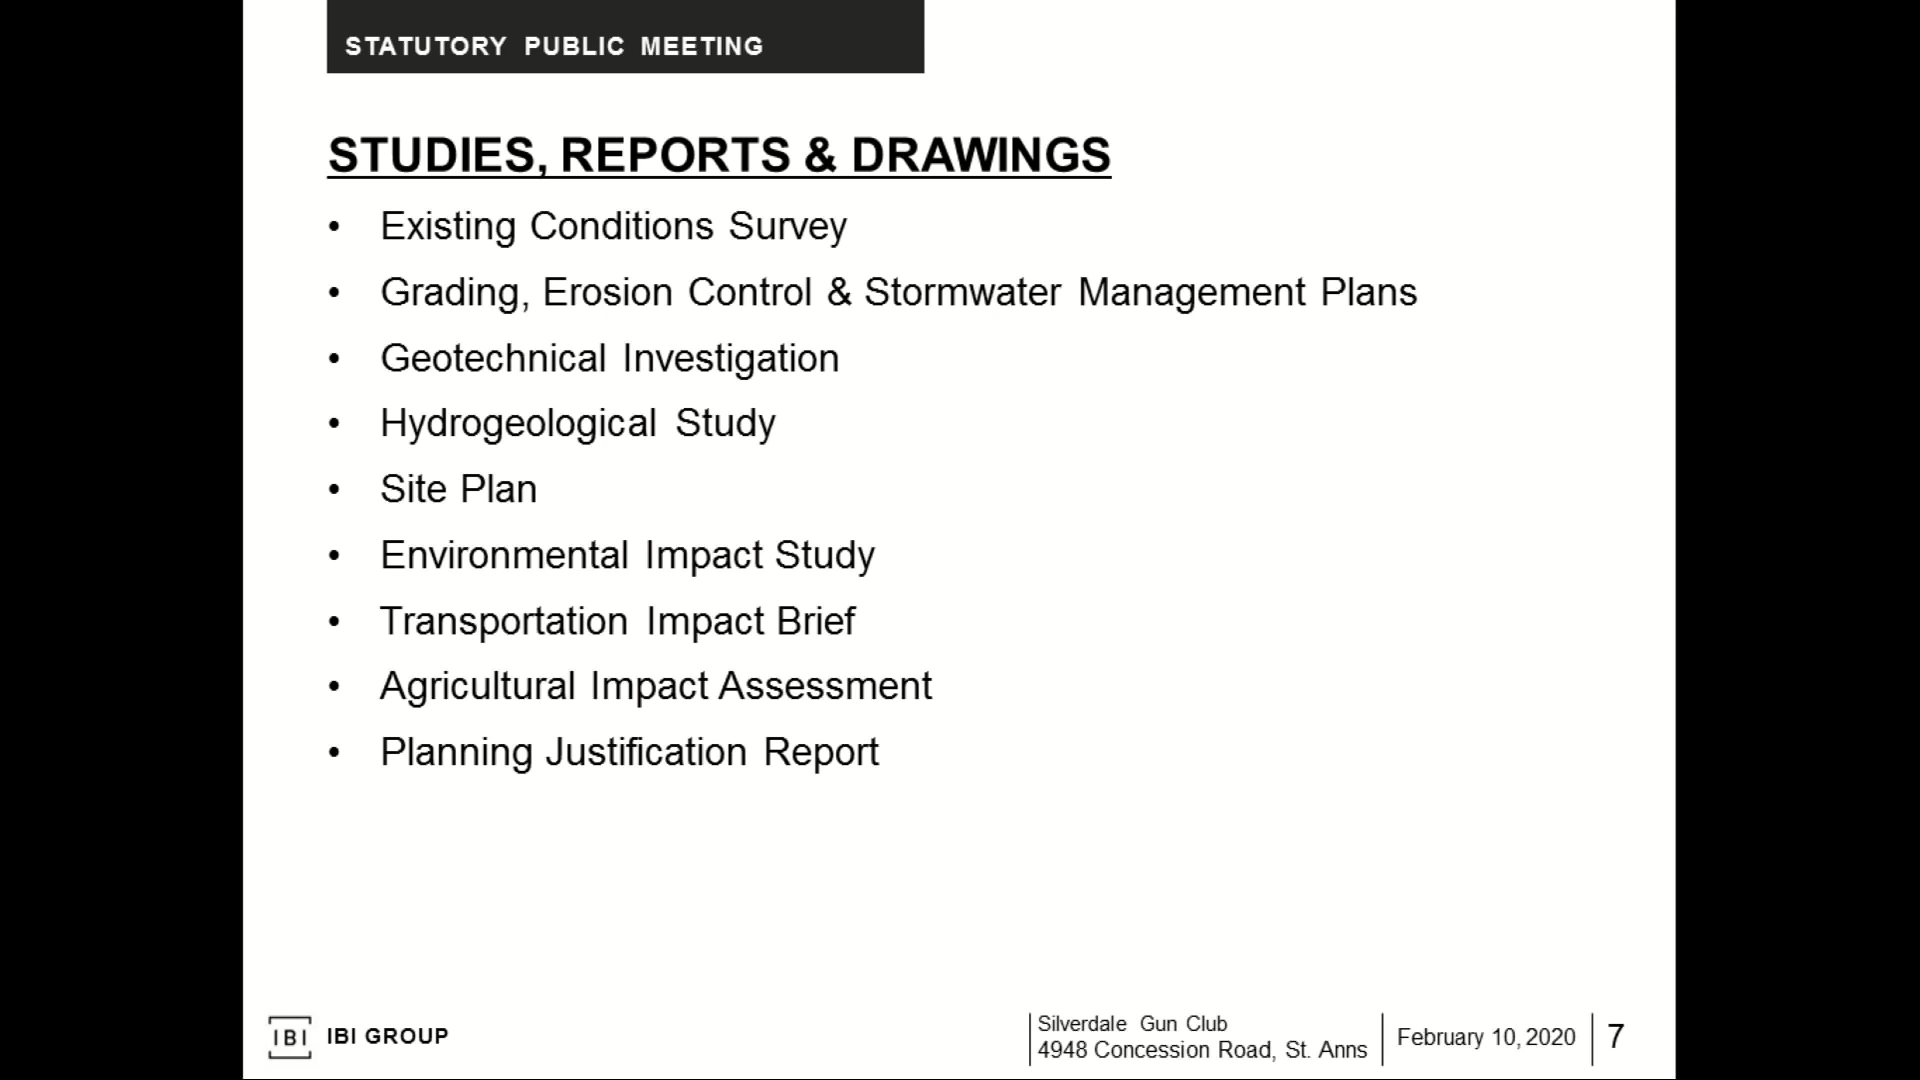 STATUTORY PUBLIC MEETING
STUDIES, REPORTS & DRAWINGS
• Existing Conditions Survey
• Grading, Erosion Control & Stormwater Management Plans
• Geotechnical Investigation
• Hydrogeological Study
• Site Plan
• Environmental Impact Study
• Transportation Impact Brief
• Agricultural Impact Assessment
• Planning Justification Report
IBI IBI GROUP
Silverdale Gun Club
4948 Concession Road, St. Anns
February 10, 2020
7